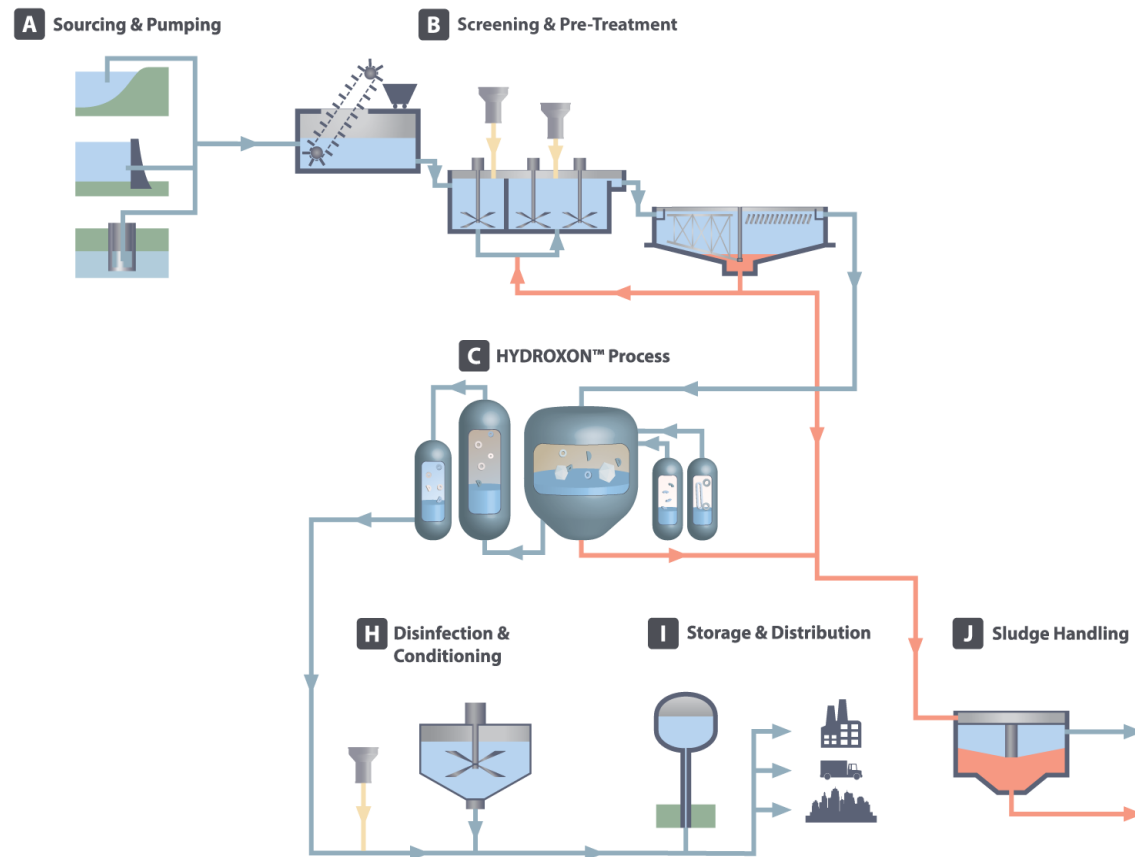 A Sourcing & Pumping
B Screening & Pre-Treatment
C HYDROXON™ Process
H Disinfection &
Conditioning
I Storage & Distribution
J Sludge Handling